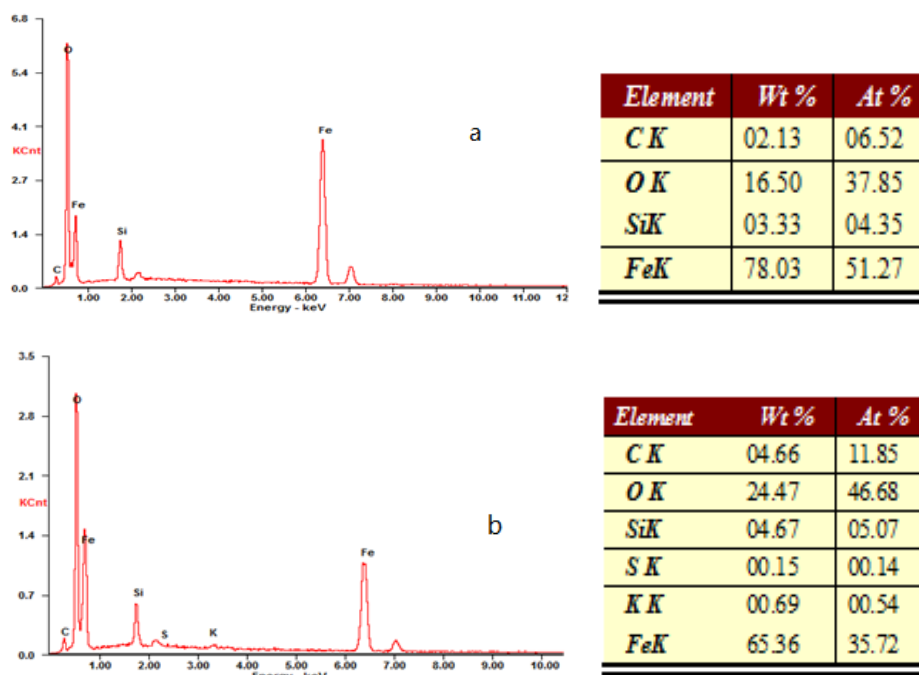 6.8
O
5.4
Fe
4.1
a
KCnt
Fe
2.7
Si
1.4
C
0.0
1.00 2.00 3.00 4.00 5.00 6.00 7.00 8.00 9.00 10.00 11.00 12
Energy - keV
Element Wt % At %
C K 02.13 06.52
O K 16.50 37.85
SiK 03.33 04.35
FeK 78.03 51.27
3.5
O
2.8
2.1
KCnt
b
Fe
1.4
Fe
Si
0.7
C S K
0.0
1.00 2.00 3.00 4.00 5.00 6.00 7.00 8.00 9.00 10.00
Energy - keV
Element Wt % At %
C K 04.66 11.85
O K 24.47 46.68
SiK 04.67 05.07
S K 00.15 00.14
K K 00.69 00.54
FeK 65.36 35.72